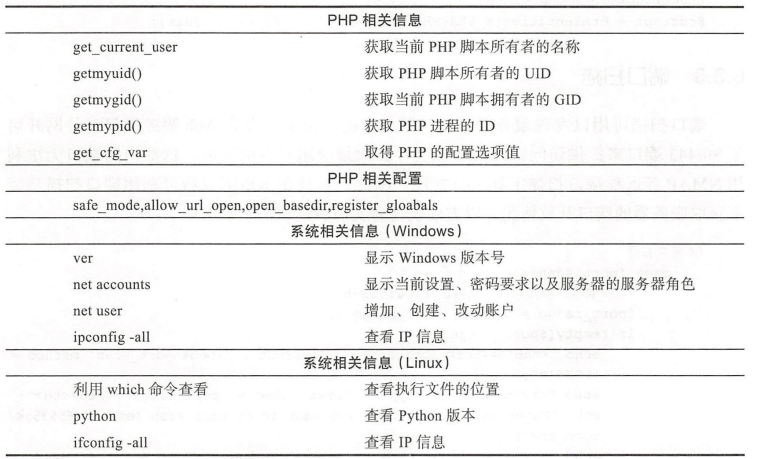 PHP 相关信息
get_current_user 获取当前 PHP 脚本所有者的名称
getmyuid() 获取 PHP 脚本所有者的 UID
getmygid() 获取当前 PHP 脚本拥有者的 GID
getmypid() 获取 PHP 进程的 ID
get_cfg_var 取得 PHP 的配置选项值
PHP 相关配置
safe_mode,allow_url_open,open_basedir,register_gloabals
系统相关信息（Windows）
ver 显示 Windows 版本号
net accounts 显示当前设置、密码要求以及服务器的服务器角色
net user 增加、创建、改动账户
ipconfig -all 查看 IP 信息
系统相关信息（Linux）
利用 which 命令查看 查看执行文件的位置
python 查看 Python 版本
ifconfig -all 查看 IP 信息